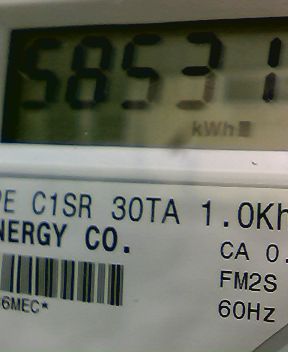 58531
kWh
PE C1SR 30TA 1.0Kh
NERGY CO.
CA 0.
FM2S
6MEC*
60Hz